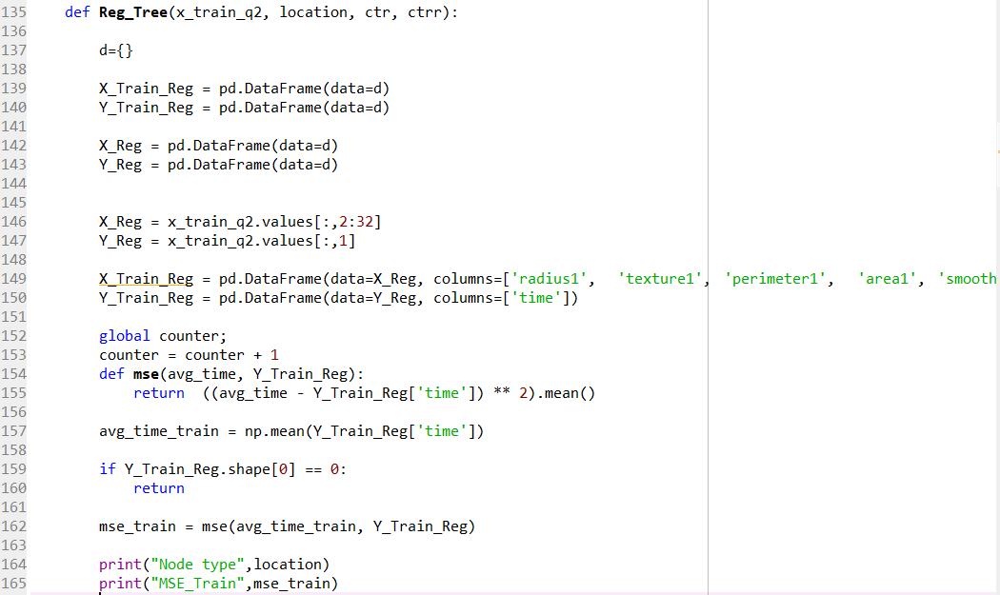 135 def Reg_Tree(x_train_q2, location, ctr, ctrr):
136
137 d={}
138
139 X_Train_Reg = pd.DataFrame(data=d)
140 Y_Train_Reg = pd.DataFrame(data=d)
141
142 X_Reg = pd.DataFrame(data=d)
143 Y_Reg = pd.DataFrame(data=d)
144
145
146 X_Reg = x_train_q2.values[:,2:32]
147 Y_Reg = x_train_q2.values[:,1]
148
149 X_Train_Reg = pd.DataFrame(data=X_Reg, columns=['radius1', 'texture1', 'perimeter1', 'area1', 'smooth
150 Y_Train_Reg = pd.DataFrame(data=Y_Reg, columns=['time'])
151
152 global counter;
153 counter = counter + 1
154 def mse(avg_time, Y_Train_Reg):
155 return ((avg_time - Y_Train_Reg['time']) ** 2).mean()
156
157 avg_time_train = np.mean(Y_Train_Reg['time'])
158
159 if Y_Train_Reg.shape[0] == 0:
160 return
161
162 mse_train = mse(avg_time_train, Y_Train_Reg)
163
164 print("Node type",location)
165 print("MSE_Train",mse_train)